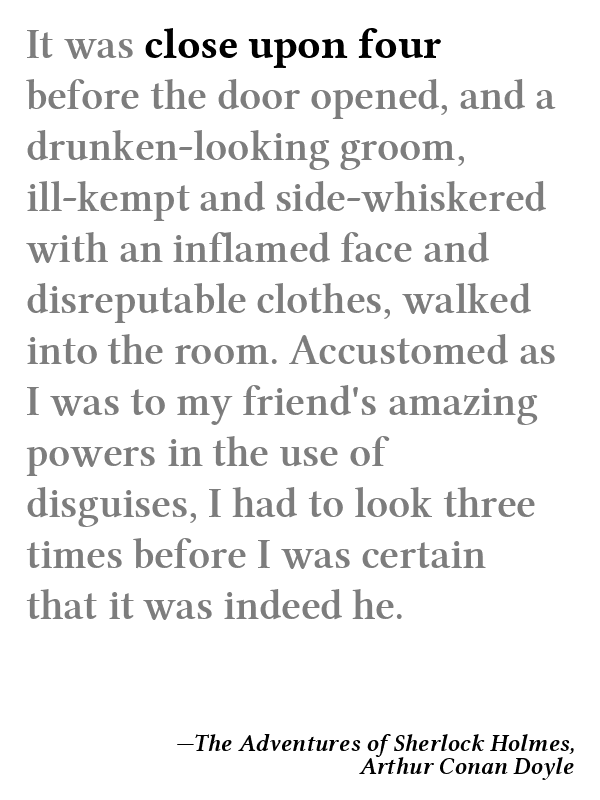 It was close upon four
before the door opened, and a
drunken-looking groom,
ill-kempt and side-whiskered
with an inflamed face and
disreputable clothes, walked
into the room. Accustomed as
I was to my friend's amazing
powers in the use of
disguises, I had to look three
times before I was certain
that it was indeed he.
—The Adventures of Sherlock Holmes,
Arthur Conan Doyle